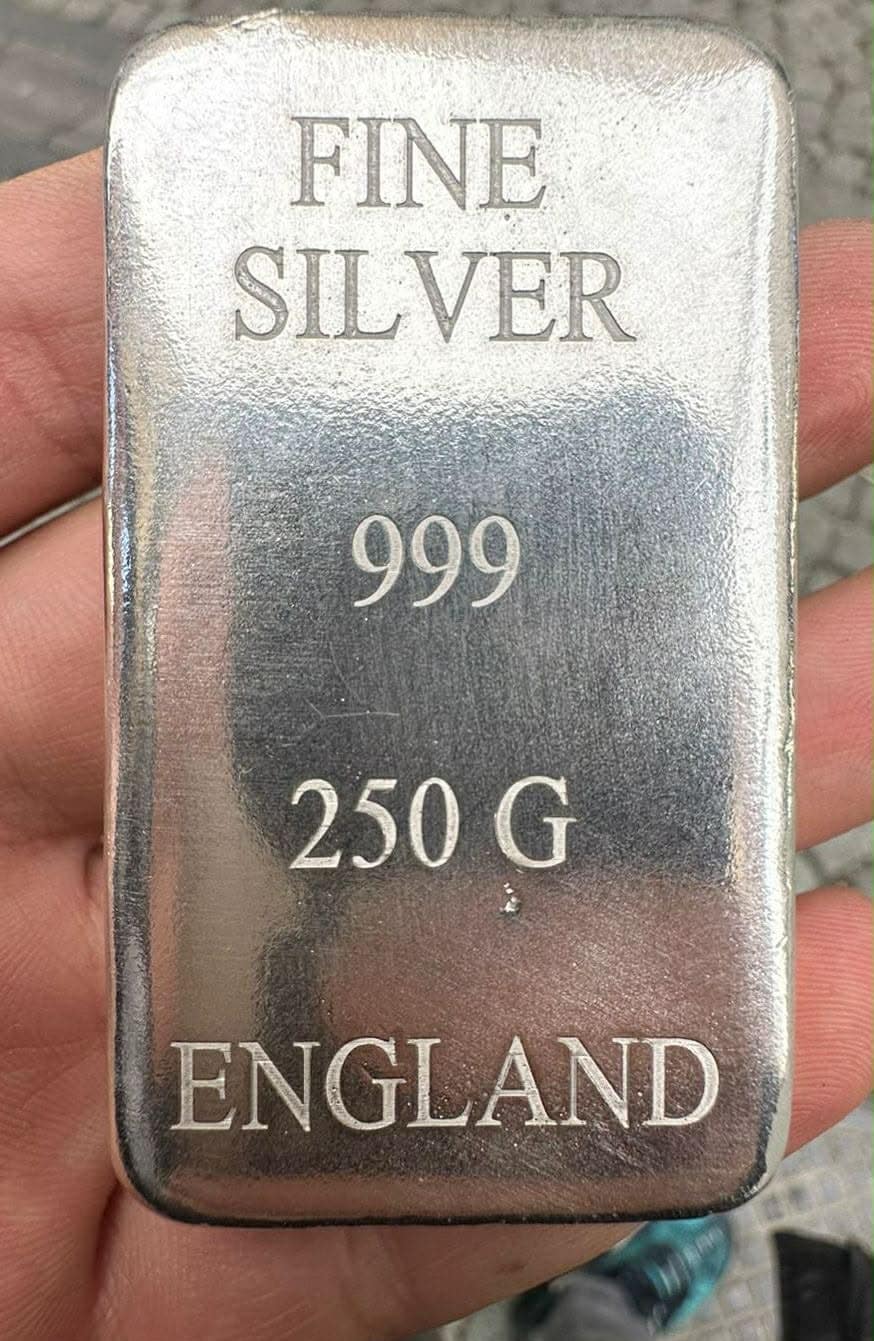 FINE
SILVER
999
250 G
ENGLAND